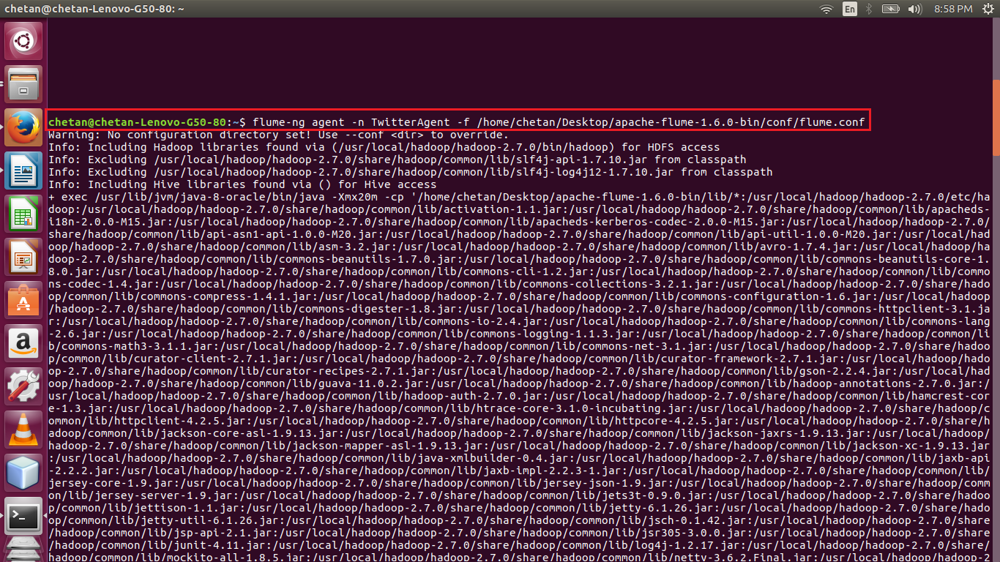 chetan@chetan-Lenovo-G50-80: ~
En
8:58 PM
chetan@chetan-Lenovo-G50-80:~$ flume-ng agent -n TwitterAgent -f /home/chetan/Desktop/apache-flume-1.6.0-bin/conf/flume.conf
Warning: No configuration directory set! Use --conf <dir> to override.
Info: Including Hadoop libraries found via (/usr/local/hadoop/hadoop-2.7.0/bin/hadoop) for HDFS access
Info: Excluding /usr/local/hadoop/hadoop-2.7.0/share/hadoop/common/lib/slf4j-api-1.7.10.jar from classpath
Info: Excluding /usr/local/hadoop/hadoop-2.7.0/share/hadoop/common/lib/slf4j-log4j12-1.7.10.jar from classpath
Info: Including Hive libraries found via () for Hive access
+ exec /usr/lib/jvm/java-8-oracle/bin/java -Xmx20m -cp '/home/chetan/Desktop/apache-flume-1.6.0-bin/lib/*:/usr/local/hadoop/hadoop-2.7.0/etc/ha
doop:/usr/local/hadoop/hadoop-2.7.0/share/hadoop/common/lib/activation-1.1.jar:/usr/local/hadoop/hadoop-2.7.0/share/hadoop/common/lib/apacheds-
i18n-2.0.0-M15.jar:/usr/local/hadoop/hadoop-2.7.0/share/hadoop/common/lib/apacheds-kerberos-codec-2.0.0-M15.jar:/usr/local/hadoop/hadoop-2.7.0/
share/hadoop/common/lib/api-asn1-api-1.0.0-M20.jar:/usr/local/hadoop/hadoop-2.7.0/share/hadoop/common/lib/api-util-1.0.0-M20.jar:/usr/local/had
oop/hadoop-2.7.0/share/hadoop/common/lib/asm-3.2.jar:/usr/local/hadoop/hadoop-2.7.0/share/hadoop/common/lib/avro-1.7.4.jar:/usr/local/hadoop/ha
doop-2.7.0/share/hadoop/common/lib/commons-beanutils-1.7.0.jar:/usr/local/hadoop/hadoop-2.7.0/share/hadoop/common/lib/commons-beanutils-core-1.
8.0.jar:/usr/local/hadoop/hadoop-2.7.0/share/hadoop/common/lib/commons-cli-1.2.jar:/usr/local/hadoop/hadoop-2.7.0/share/hadoop/common/lib/commo
ns-codec-1.4.jar:/usr/local/hadoop/hadoop-2.7.0/share/hadoop/common/lib/commons-collections-3.2.1.jar:/usr/local/hadoop/hadoop-2.7.0/share/hado
op/common/lib/commons-compress-1.4.1.jar:/usr/local/hadoop/hadoop-2.7.0/share/hadoop/common/lib/commons-configuration-1.6.jar:/usr/local/hadoop
/hadoop-2.7.0/share/hadoop/common/lib/commons-digester-1.8.jar:/usr/local/hadoop/hadoop-2.7.0/share/hadoop/common/lib/commons-httpclient-3.1.ja
r:/usr/local/hadoop/hadoop-2.7.0/share/hadoop/common/lib/commons-io-2.4.jar:/usr/local/hadoop/hadoop-2.7.0/share/hadoop/common/lib/commons-lang
-2.6.jar:/usr/local/hadoop/hadoop-2.7.0/share/hadoop/common/lib/commons-logging-1.1.3.jar:/usr/local/hadoop/hadoop-2.7.0/share/hadoop/common/li
b/commons-math3-3.1.1.jar:/usr/local/hadoop/hadoop-2.7.0/share/hadoop/common/lib/commons-net-3.1.jar:/usr/local/hadoop/hadoop-2.7.0/share/hadoo
p/common/lib/curator-client-2.7.1.jar:/usr/local/hadoop/hadoop-2.7.0/share/hadoop/common/lib/curator-framework-2.7.1.jar:/usr/local/hadoop/hado
op-2.7.0/share/hadoop/common/lib/curator-recipes-2.7.1.jar:/usr/local/hadoop/hadoop-2.7.0/share/hadoop/common/lib/gson-2.2.4.jar:/usr/local/had
oop/hadoop-2.7.0/share/hadoop/common/lib/guava-11.0.2.jar:/usr/local/hadoop/hadoop-2.7.0/share/hadoop/common/lib/hadoop-annotations-2.7.0.jar:/
usr/local/hadoop/hadoop-2.7.0/share/hadoop/common/lib/hadoop-auth-2.7.0.jar:/usr/local/hadoop/hadoop-2.7.0/share/hadoop/common/lib/hamcrest-cor
e-1.3.jar:/usr/local/hadoop/hadoop-2.7.0/share/hadoop/common/lib/htrace-core-3.1.0-incubating.jar:/usr/local/hadoop/hadoop-2.7.0/share/hadoop/c
ommon/lib/httpclient-4.2.5.jar:/usr/local/hadoop/hadoop-2.7.0/share/hadoop/common/lib/httpcore-4.2.5.jar:/usr/local/hadoop/hadoop-2.7.0/share/h
adoop/common/lib/jackson-core-asl-1.9.13.jar:/usr/local/hadoop/hadoop-2.7.0/share/hadoop/common/lib/jackson-jaxrs-1.9.13.jar:/usr/local/hadoop/
hadoop-2.7.0/share/hadoop/common/lib/jackson-mapper-asl-1.9.13.jar:/usr/local/hadoop/hadoop-2.7.0/share/hadoop/common/lib/jackson-xc-1.9.13.jar
:/usr/local/hadoop/hadoop-2.7.0/share/hadoop/common/lib/java-xmlbuilder-0.4.jar:/usr/local/hadoop/hadoop-2.7.0/share/hadoop/common/lib/jaxb-api
-2.2.2.jar:/usr/local/hadoop/hadoop-2.7.0/share/hadoop/common/lib/jaxb-impl-2.2.3-1.jar:/usr/local/hadoop/hadoop-2.7.0/share/hadoop/common/lib/
jersey-core-1.9.jar:/usr/local/hadoop/hadoop-2.7.0/share/hadoop/common/lib/jersey-json-1.9.jar:/usr/local/hadoop/hadoop-2.7.0/share/hadoop/comm
on/lib/jersey-server-1.9.jar:/usr/local/hadoop/hadoop-2.7.0/share/hadoop/common/lib/jets3t-0.9.0.jar:/usr/local/hadoop/hadoop-2.7.0/share/hadoo
p/common/lib/jettison-1.1.jar:/usr/local/hadoop/hadoop-2.7.0/share/hadoop/common/lib/jetty-6.1.26.jar:/usr/local/hadoop/hadoop-2.7.0/share/hado
op/common/lib/jetty-util-6.1.26.jar:/usr/local/hadoop/hadoop-2.7.0/share/hadoop/common/lib/jsch-0.1.42.jar:/usr/local/hadoop/hadoop-2.7.0/share
/hadoop/common/lib/jsp-api-2.1.jar:/usr/local/hadoop/hadoop-2.7.0/share/hadoop/common/lib/jsr305-3.0.0.jar:/usr/local/hadoop/hadoop-2.7.0/share
/hadoop/common/lib/junit-4.11.jar:/usr/local/hadoop/hadoop-2.7.0/share/hadoop/common/lib/log4j-1.2.17.jar:/usr/local/hadoop/hadoop-2.7.0/share/
hadoop/common/lib/mockito-all-1.8.5.jar:/usr/local/hadoop/hadoop-2.7.0/share/hadoop/common/lib/netty-3.6.2.Final.jar:/usr/local/hadoop/hadoop-2